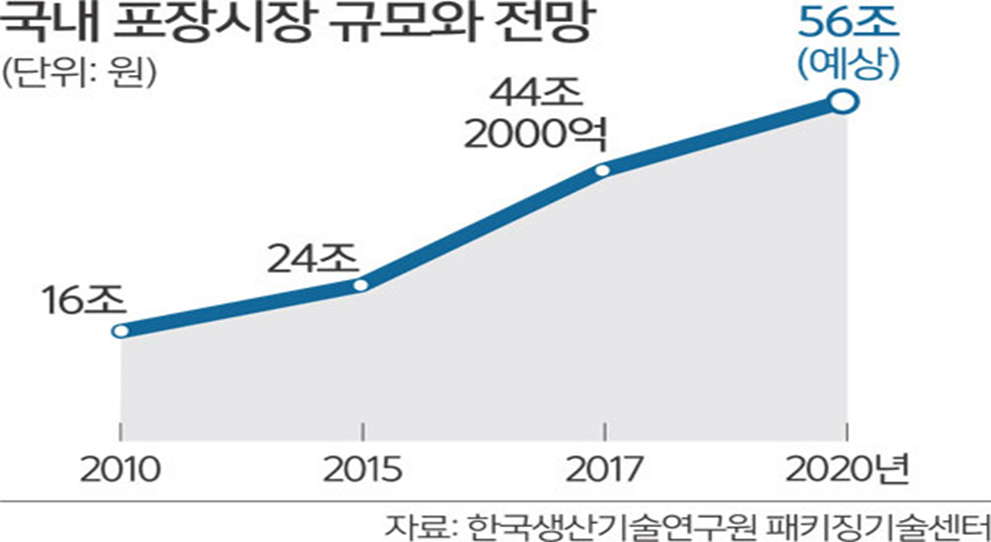 국내 포장시장 규모와 전망
(단위: 원)
56조
(예상)
44조
2000억
24조
16조
2010
2015
2017
2020년
자료: 한국생산기술연구원 패키징기술센터